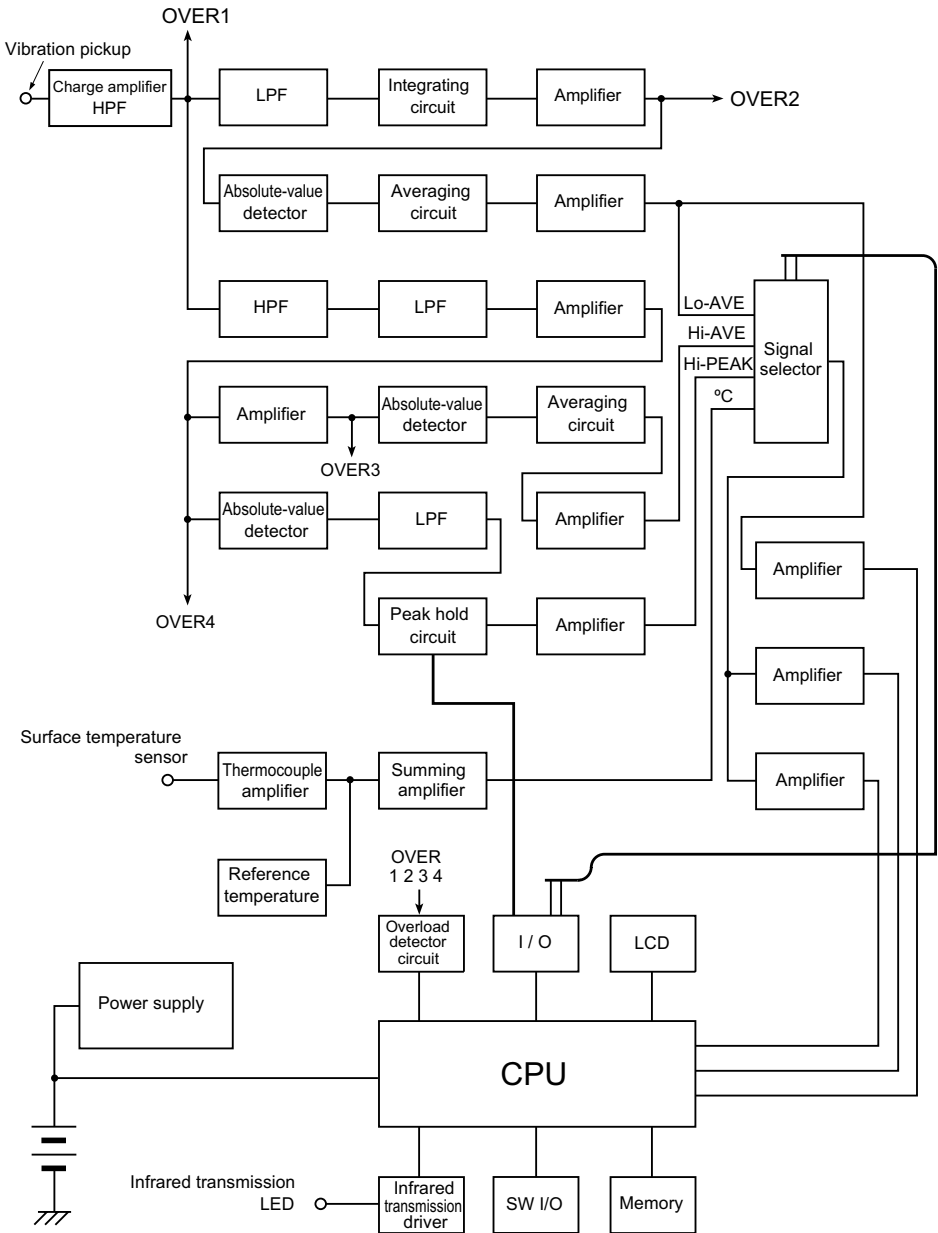 OVER1
Vibration pickup
Charge amplifier
HPF
LPF
Integrating
circuit
Amplifier
OVER2
Absolute-value
detector
Averaging
circuit
Amplifier
HPF
LPF
Amplifier
Lo-AVE
Hi-AVE
Hi-PEAK
ºC
Signal
selector
Amplifier
OVER3
Absolute-value
detector
Averaging
circuit
Absolute-value
detector
LPF
Amplifier
OVER4
Peak hold
circuit
Amplifier
Amplifier
Amplifier
Amplifier
Surface temperature
sensor
Thermocouple
amplifier
Summing
amplifier
Reference
temperature
OVER
1 2 3 4
Overload
detector
circuit
I / O
LCD
Power supply
CPU
Infrared transmission
LED
Infrared
transmission
driver
SW I/O
Memory